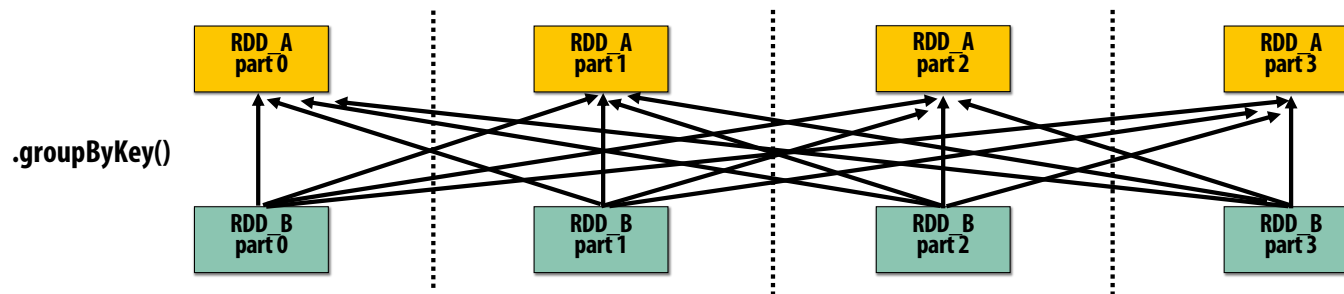 RDD_A
part 0
RDD_A
part 1
RDD_A
part 2
RDD_A
part 3
.groupByKey()
RDD_B
part 0
RDD_B
part 1
RDD_B
part 2
RDD_B
part 3